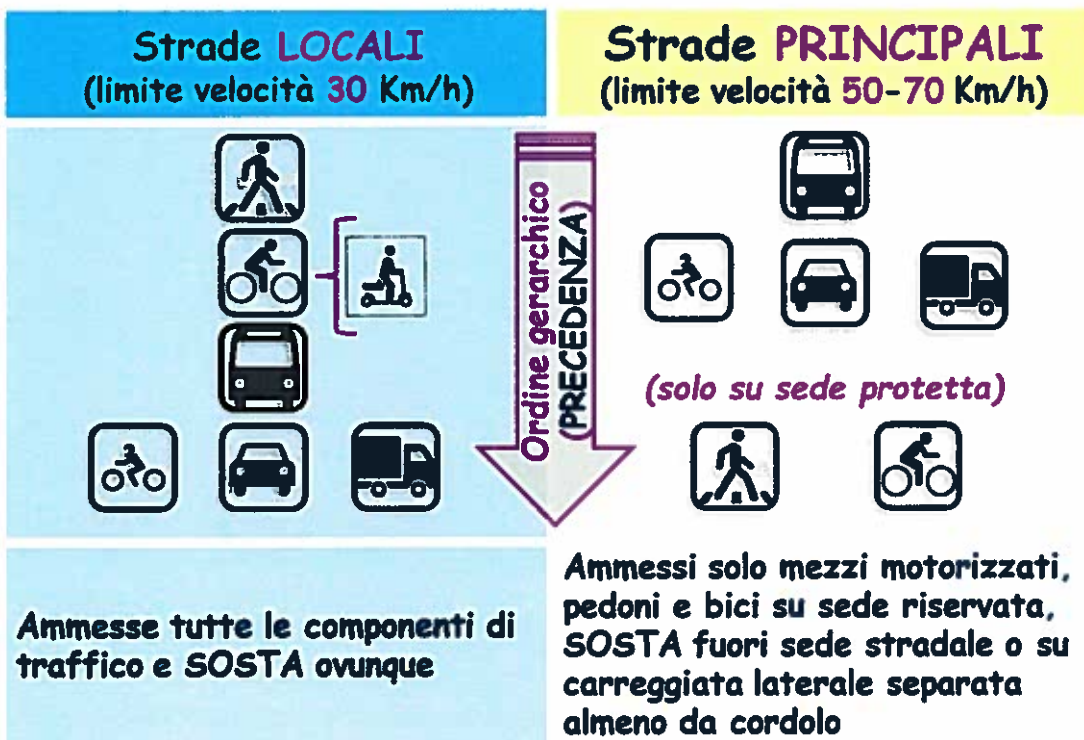 Strade LOCALI
(limite velocità 30 Km/h)
Strade PRINCIPALI
(limite velocità 50-70 Km/h)
Ordine gerarchico
(PRECEDENZA)
(solo su sede protetta)
Ammesse tutte le componenti di
traffico e SOSTA ovunque
Ammessi solo mezzi motorizzati,
pedoni e bici su sede riservata,
SOSTA fuori sede stradale o su
carreggiata laterale separata
almeno da cordolo